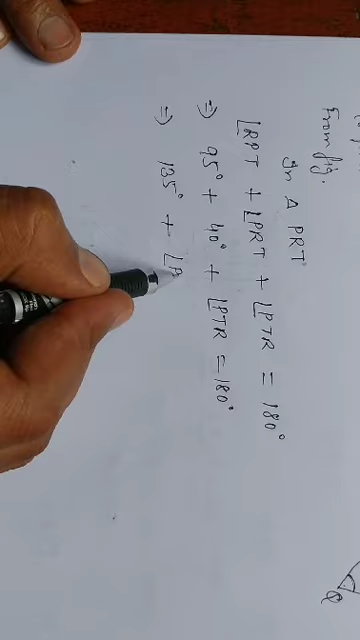 From fig.
In Δ PRT
∠RPT + ∠PRT + ∠PTR = 180°
⇒ 95° + 40° + ∠PTR = 180°
⇒ 135° + ∠P
Q